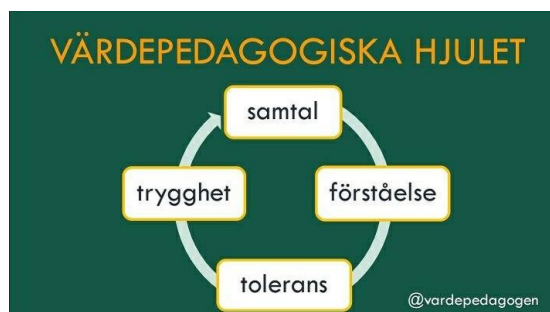 VÄRDEPEDAGOGISKA HJULET
samtal
förståelse
tolerans
trygghet
@vardepedagogen